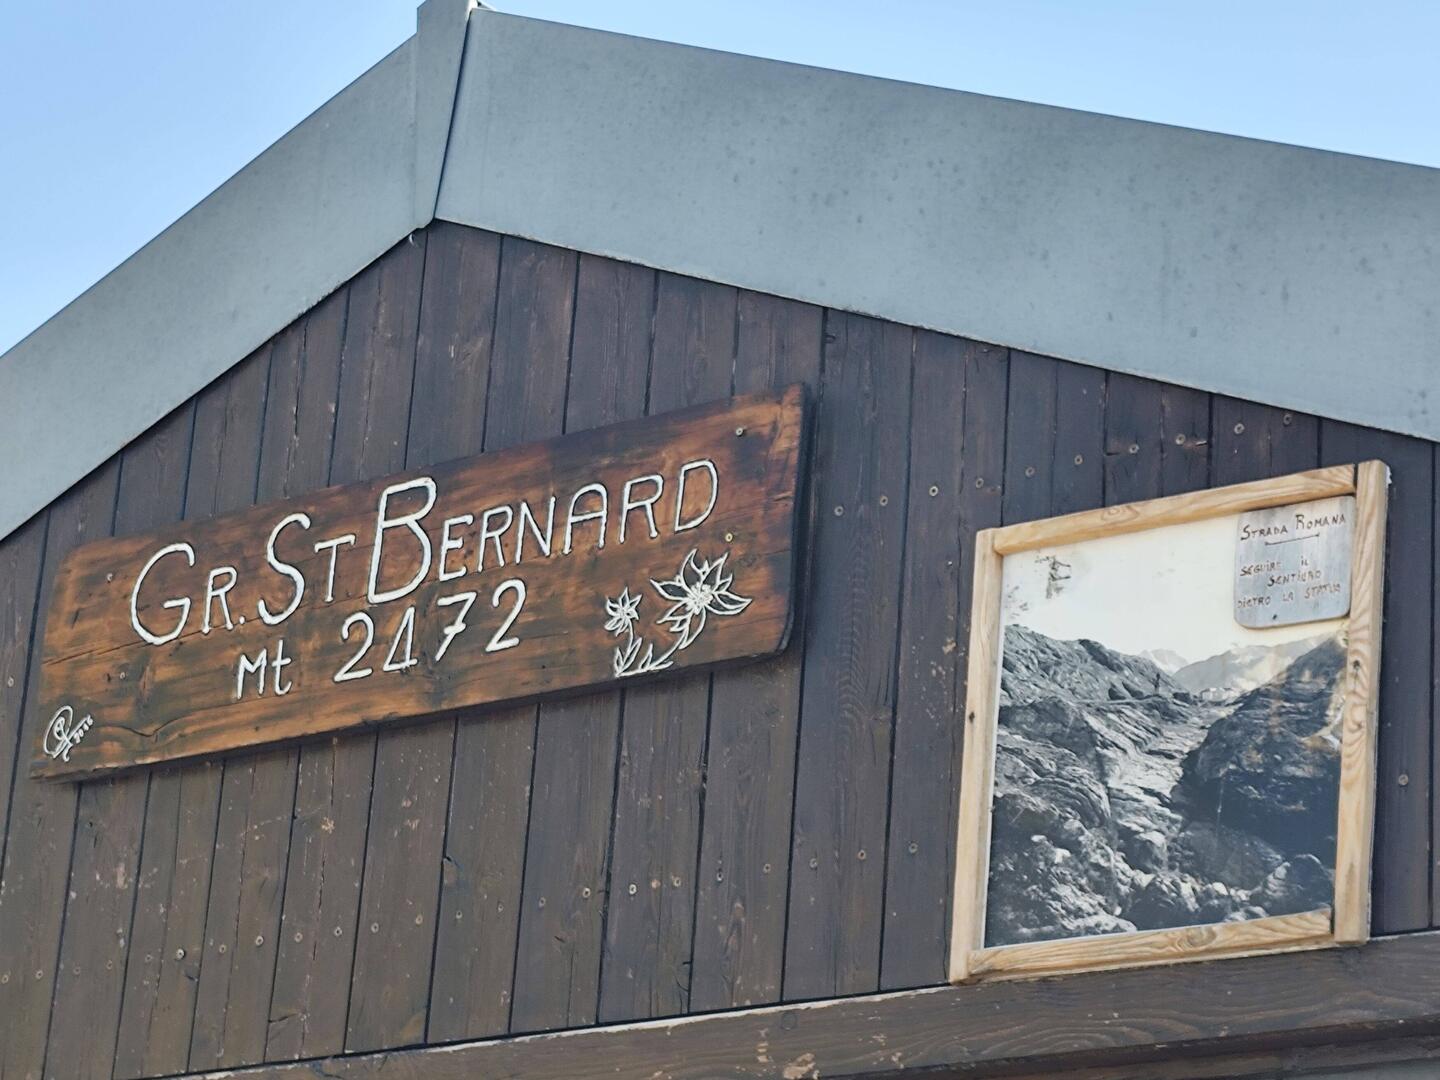 GR. ST BERNARD
Mt 2472
STRADA ROMANA
SEGUIRE IL
SENTIERO
DIETRO LA STATUA